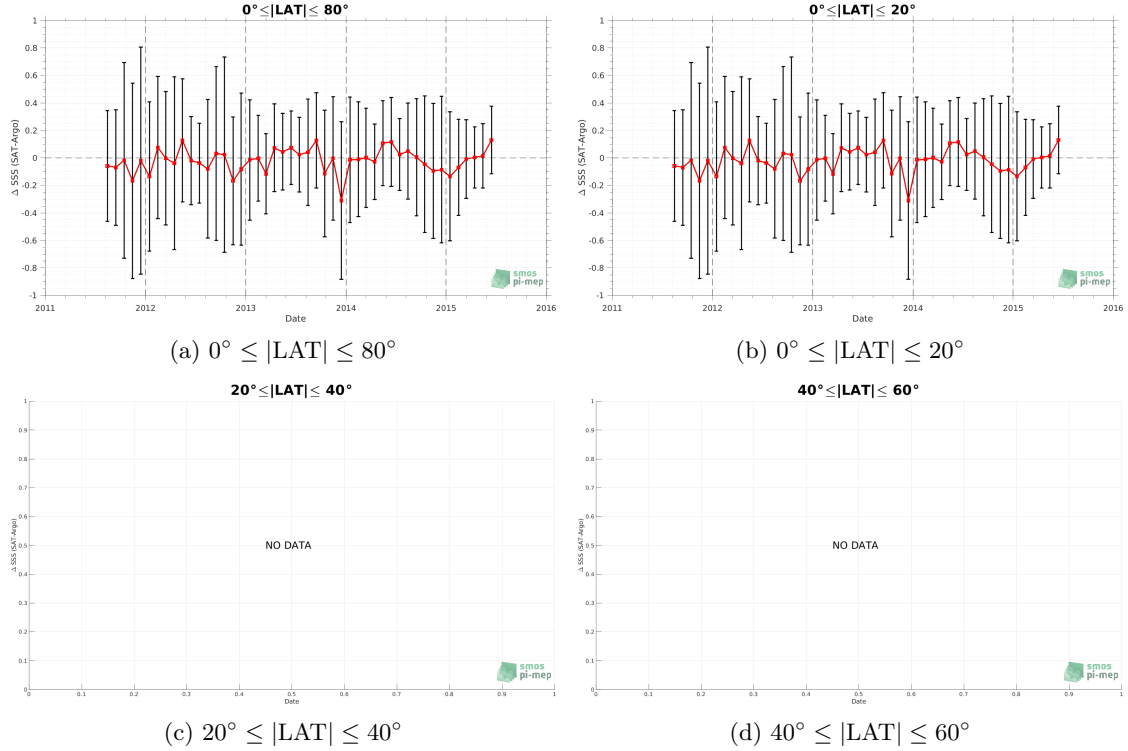 0°≤|LAT|≤ 80°
1
0.8
0.6
0.4
0.2
0
-0.2
-0.4
-0.6
-0.8
-1
Δ SSS (SAT-Argo)
2011 2012 2013 2014 2015 2016
Date
smos
pi-mep
(a) 0° ≤ |LAT| ≤ 80°
0°≤|LAT|≤ 20°
1
0.8
0.6
0.4
0.2
0
-0.2
-0.4
-0.6
-0.8
-1
Δ SSS (SAT-Argo)
2011 2012 2013 2014 2015 2016
Date
smos
pi-mep
(b) 0° ≤ |LAT| ≤ 20°
20°≤|LAT|≤ 40°
1
0.9
0.8
0.7
0.6
0.5
0.4
0.3
0.2
0.1
0
Δ SSS (SAT-Argo)
NO DATA
0 0.1 0.2 0.3 0.4 0.5 0.6 0.7 0.8 0.9 1
Date
smos
pi-mep
(c) 20° ≤ |LAT| ≤ 40°
40°≤|LAT|≤ 60°
1
0.9
0.8
0.7
0.6
0.5
0.4
0.3
0.2
0.1
0
Δ SSS (SAT-Argo)
NO DATA
0 0.1 0.2 0.3 0.4 0.5 0.6 0.7 0.8 0.9 1
Date
smos
pi-mep
(d) 40° ≤ |LAT| ≤ 60°